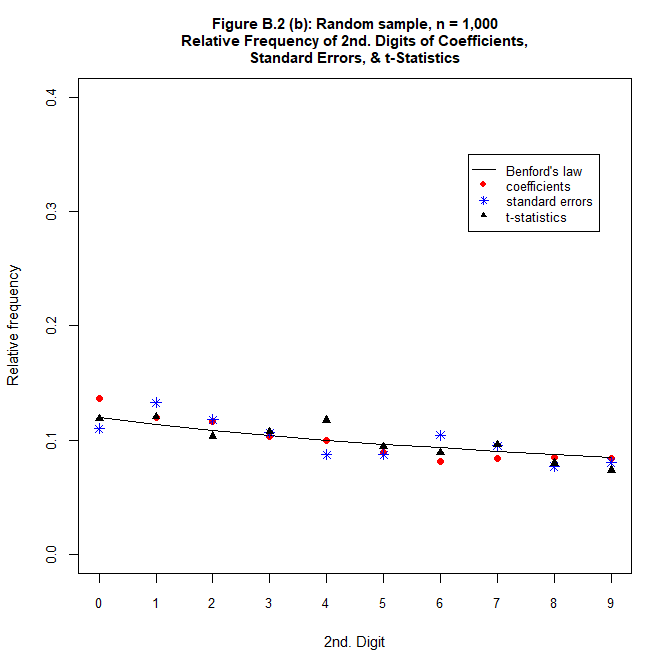 Figure B.2 (b): Random sample, n = 1,000
Relative Frequency of 2nd. Digits of Coefficients,
Standard Errors, & t-Statistics
0.4
0.3
0.2
0.1
0.0
Relative frequency
Benford's law
coefficients
standard errors
t-statistics
0 1 2 3 4 5 6 7 8 9
2nd. Digit